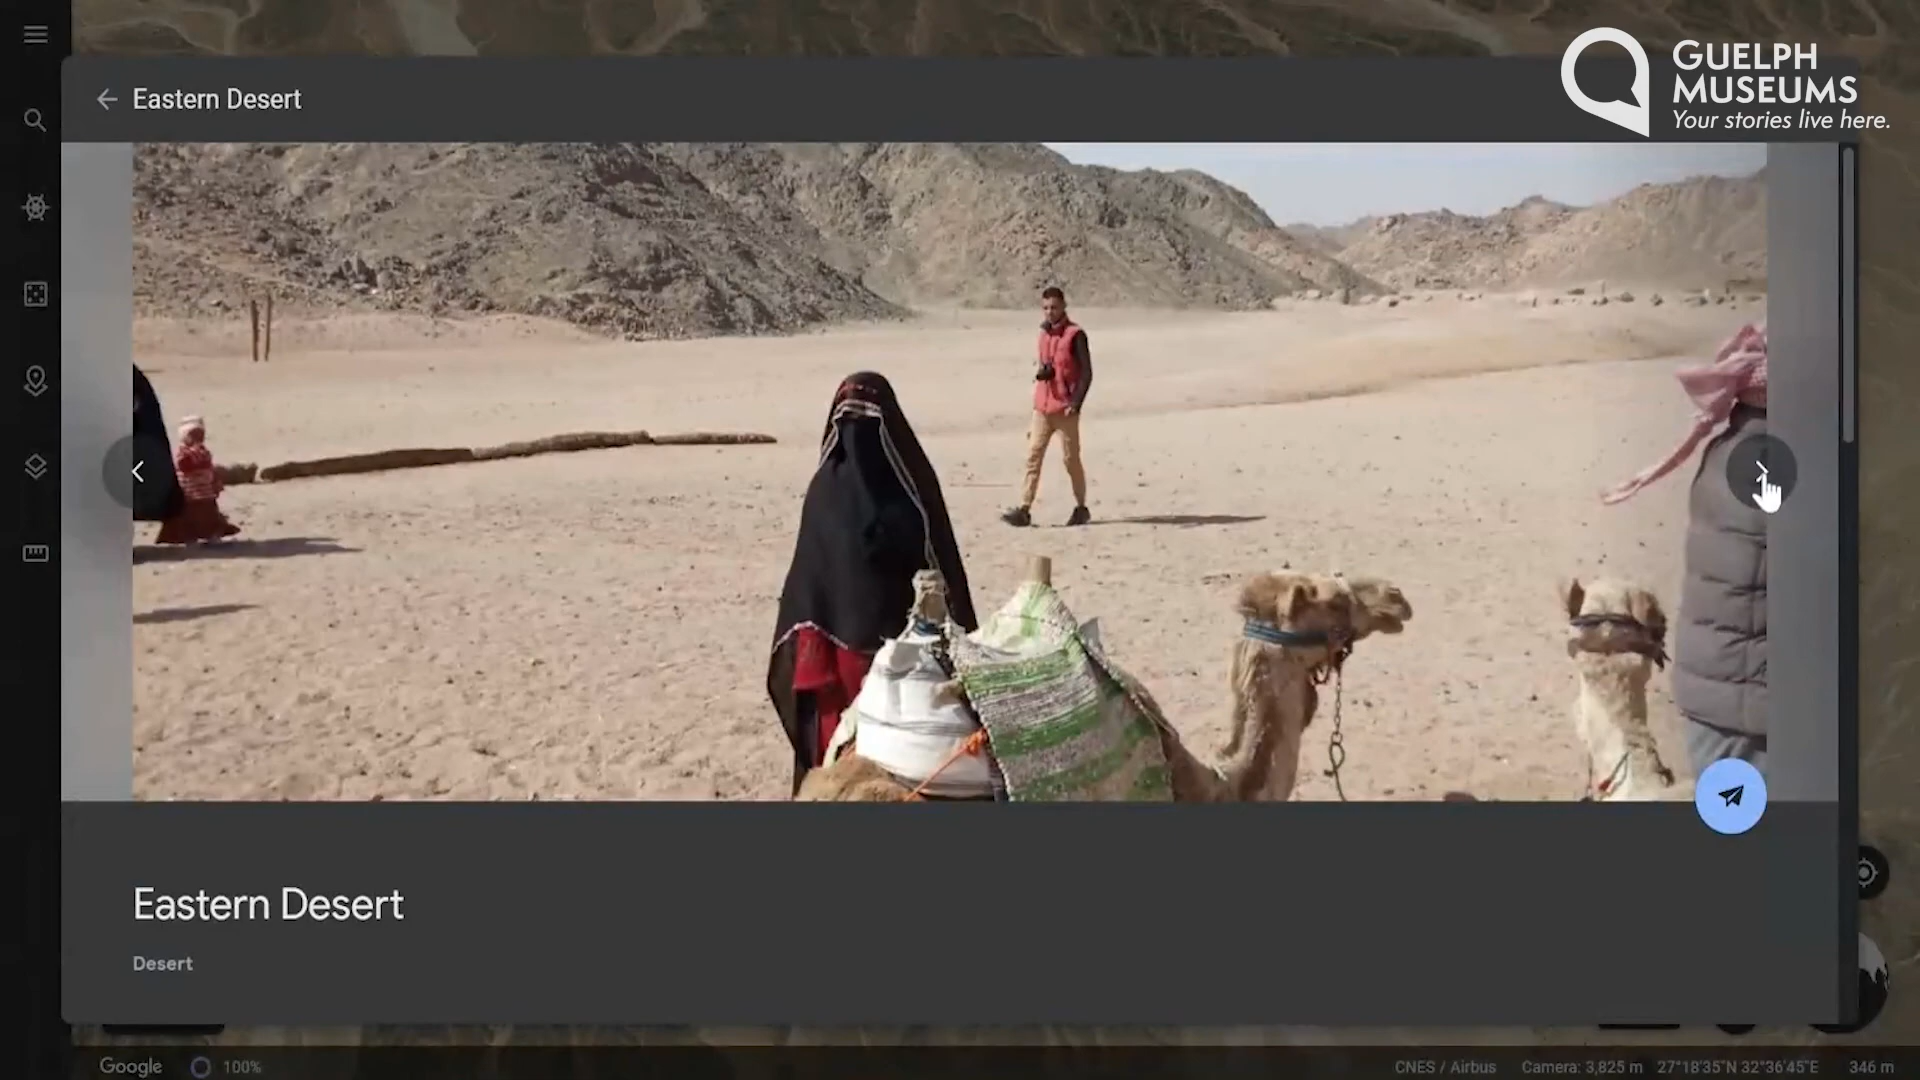 GUELPH
MUSEUMS
Your stories live here.
Eastern Desert
Eastern Desert
Desert
Google
100%
CNES / Airbus
Camera: 3,825 m
27°18'35"N 32°36'45"E
346 m